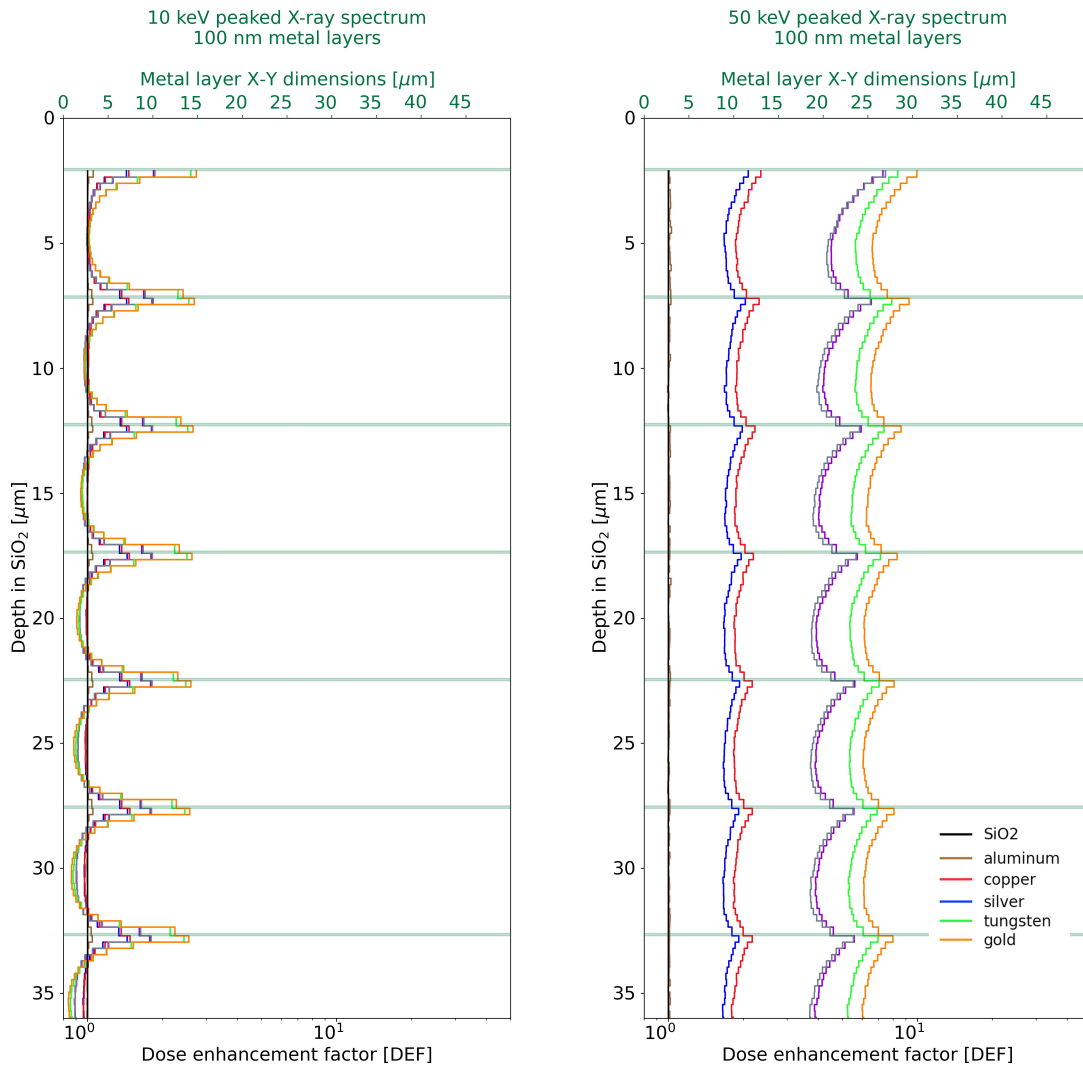 10 keV peaked X-ray spectrum
100 nm metal layers
Metal layer X-Y dimensions [μm]
0 5 10 15 20 25 30 35 40 45
0
5
10
15
20
25
30
35
Depth in SiO₂ [μm]
10⁰ 10¹
Dose enhancement factor [DEF]
50 keV peaked X-ray spectrum
100 nm metal layers
Metal layer X-Y dimensions [μm]
0 5 10 15 20 25 30 35 40 45
0
5
10
15
20
25
30
35
Depth in SiO₂ [μm]
SiO2
aluminum
copper
silver
tungsten
gold
10⁰ 10¹
Dose enhancement factor [DEF]